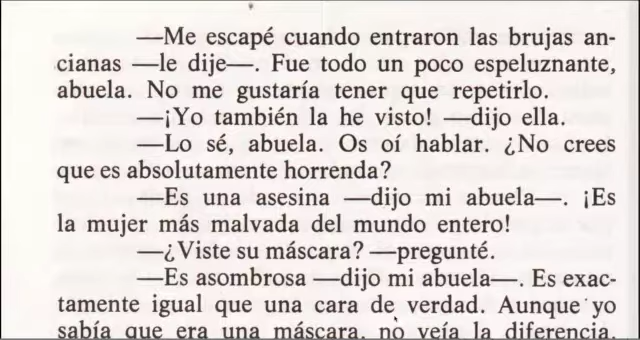 —Me escapé cuando entraron las brujas an-
cianas —le dije—. Fue todo un poco espeluznante,
abuela. No me gustaría tener que repetirlo.
—¡Yo también la he visto! —dijo ella.
—Lo sé, abuela. Os oí hablar. ¿No crees
que es absolutamente horrenda?
—Es una asesina —dijo mi abuela—. ¡Es
la mujer más malvada del mundo entero!
—¿Viste su máscara? —pregunté.
—Es asombrosa —dijo mi abuela—. Es exac-
tamente igual que una cara de verdad. Aunque yo
sabía que era una máscara, no veía la diferencia.